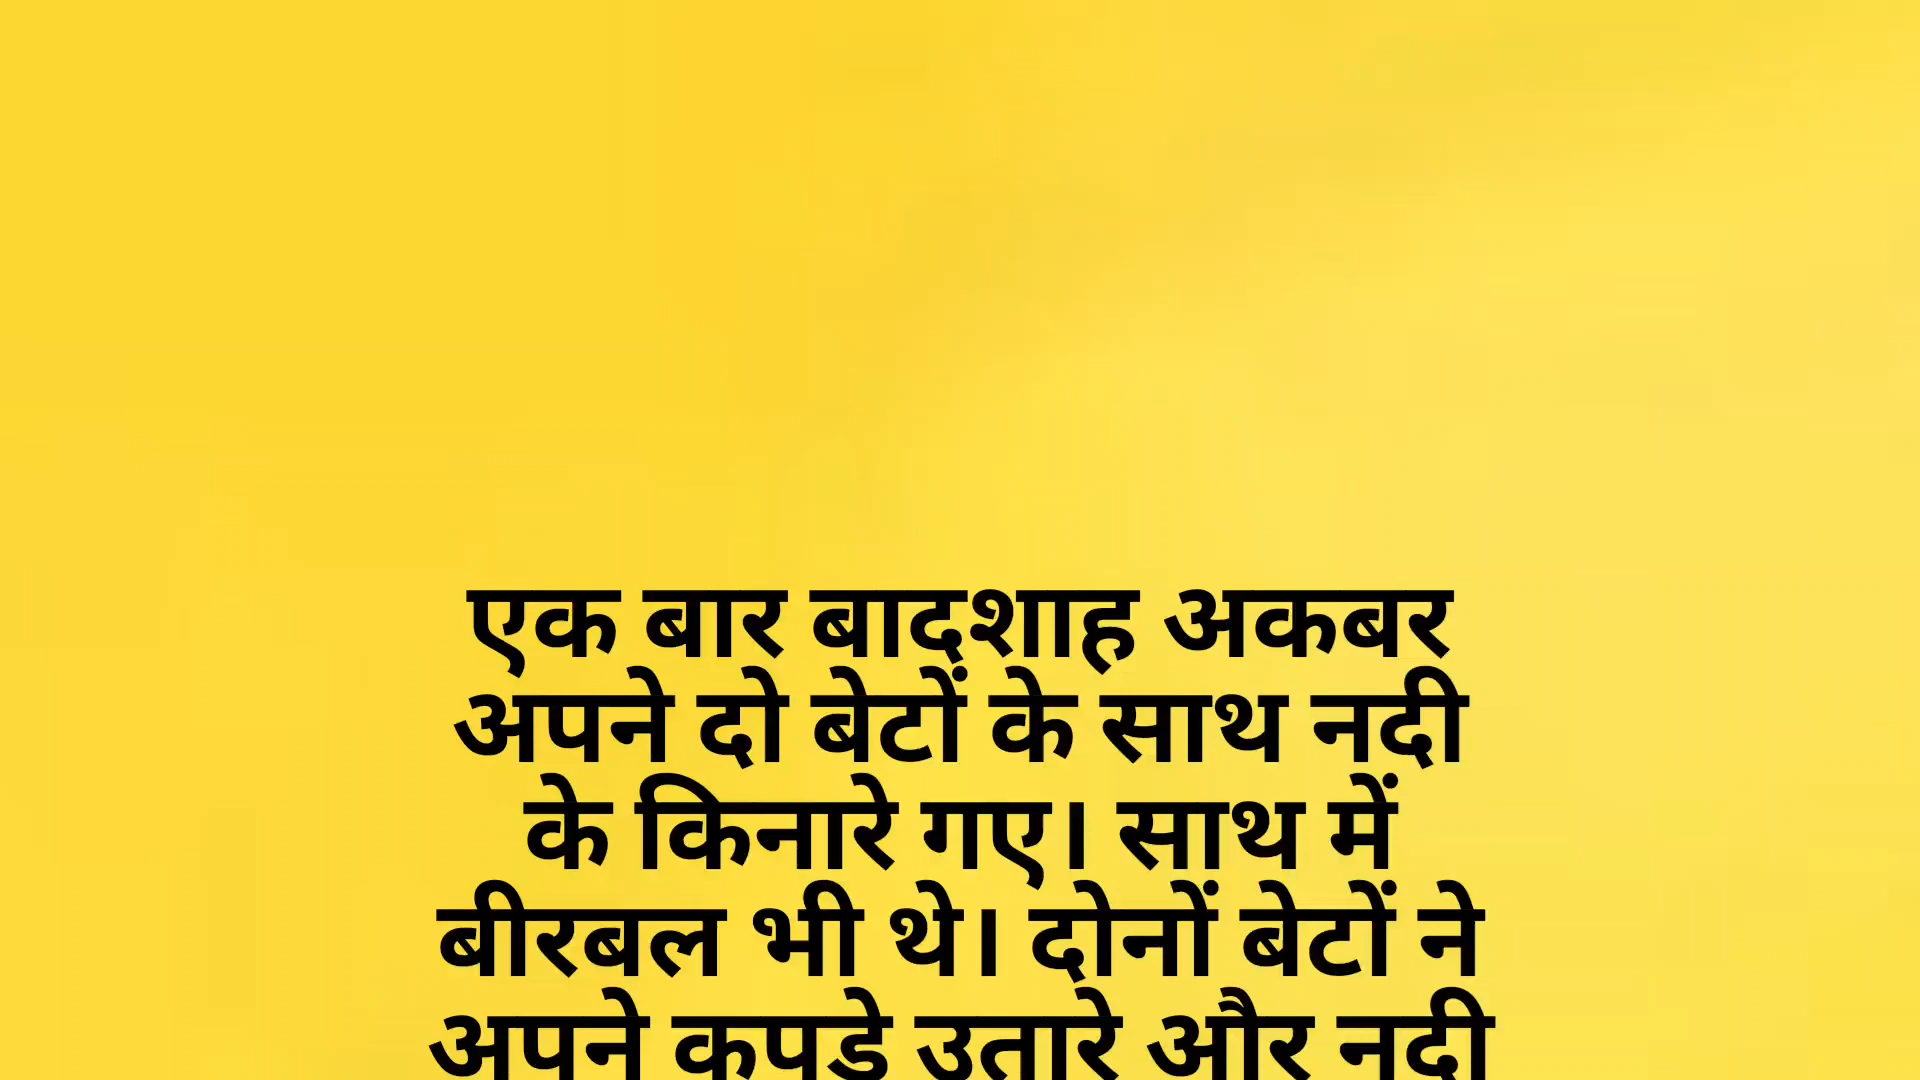 एक बार बादशाह अकबर
अपने दो बेटों के साथ नदी
के किनारे गए। साथ में
बीरबल भी थे। दोनों बेटों ने
अपने कपडे उतारे और नदी